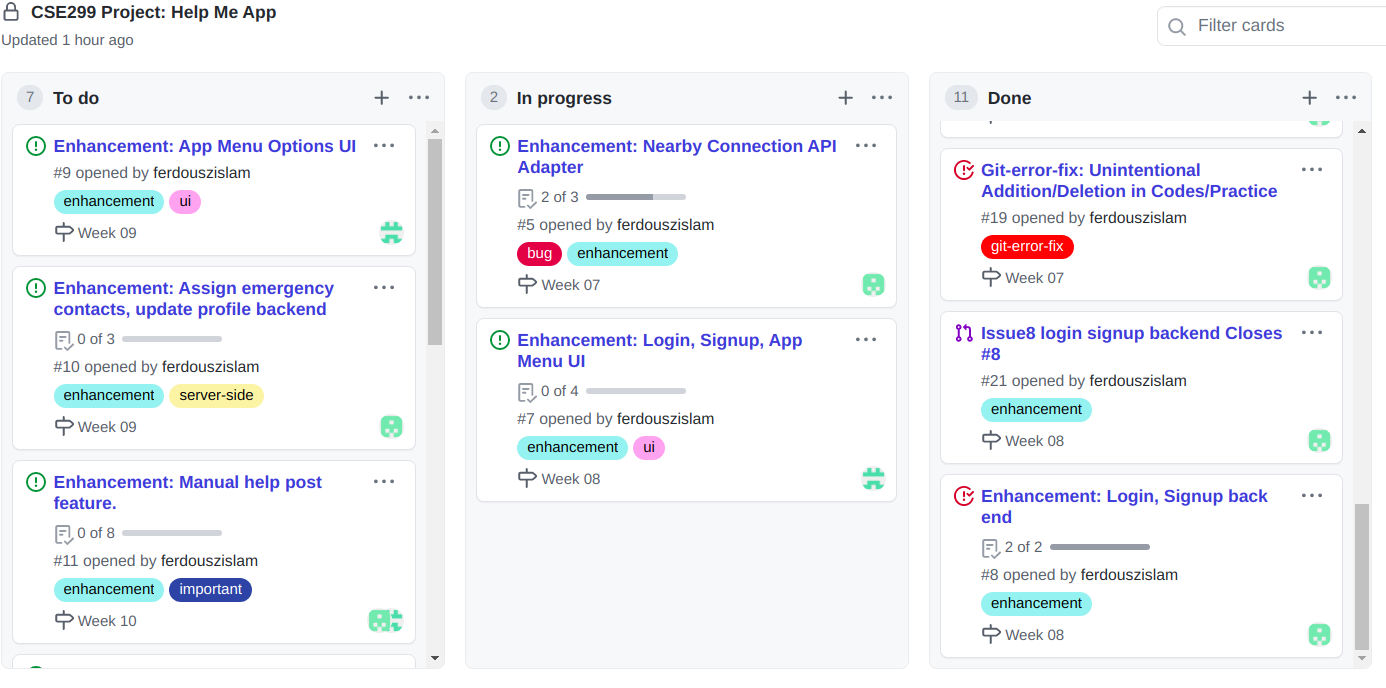 CSE299 Project: Help Me App
Updated 1 hour ago
Filter cards
7 To do
Enhancement: App Menu Options UI
#9 opened by ferdouszislam
enhancement ui
Week 09
Enhancement: Assign emergency
contacts, update profile backend
0 of 3
#10 opened by ferdouszislam
enhancement server-side
Week 09
Enhancement: Manual help post
feature.
0 of 8
#11 opened by ferdouszislam
enhancement important
Week 10
2 In progress
Enhancement: Nearby Connection API
Adapter
2 of 3
#5 opened by ferdouszislam
bug enhancement
Week 07
Enhancement: Login, Signup, App
Menu UI
0 of 4
#7 opened by ferdouszislam
enhancement ui
Week 08
11 Done
Git-error-fix: Unintentional
Addition/Deletion in Codes/Practice
#19 opened by ferdouszislam
git-error-fix
Week 07
Issue8 login signup backend Closes
#8
#21 opened by ferdouszislam
enhancement
Week 08
Enhancement: Login, Signup back
end
2 of 2
#8 opened by ferdouszislam
enhancement
Week 08